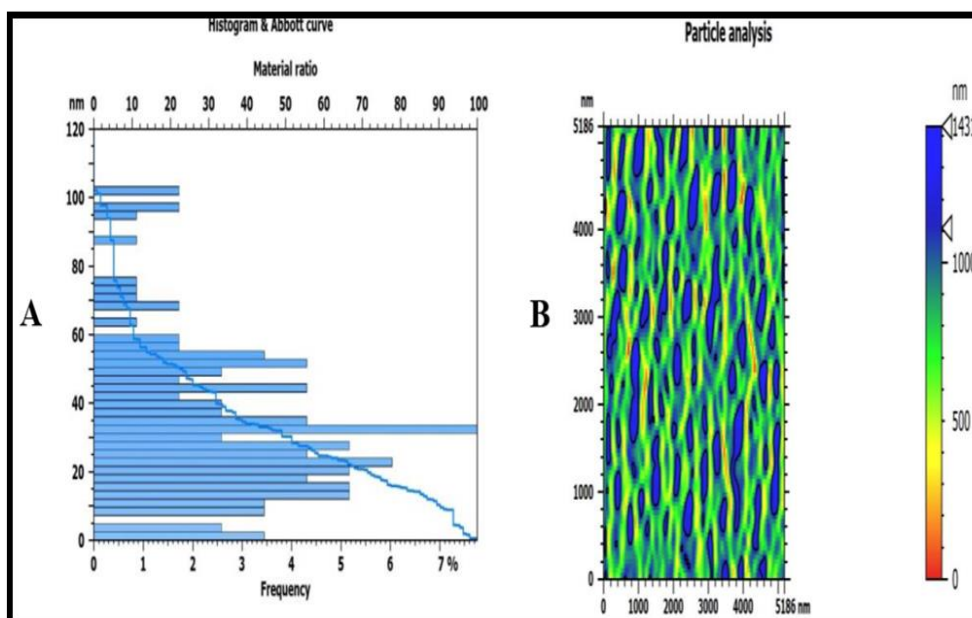 Histogram & Abbott curve
Material ratio
nm 0 10 20 30 40 50 60 70 80 90 100
120
100
80
60
40
20
0
0 1 2 3 4 5 6 7 %
Frequency
A
Particle analysis
nm
5186
4000
3000
2000
1000
0
0 1000 2000 3000 4000 5186 nm
B
nm
1000
500
0